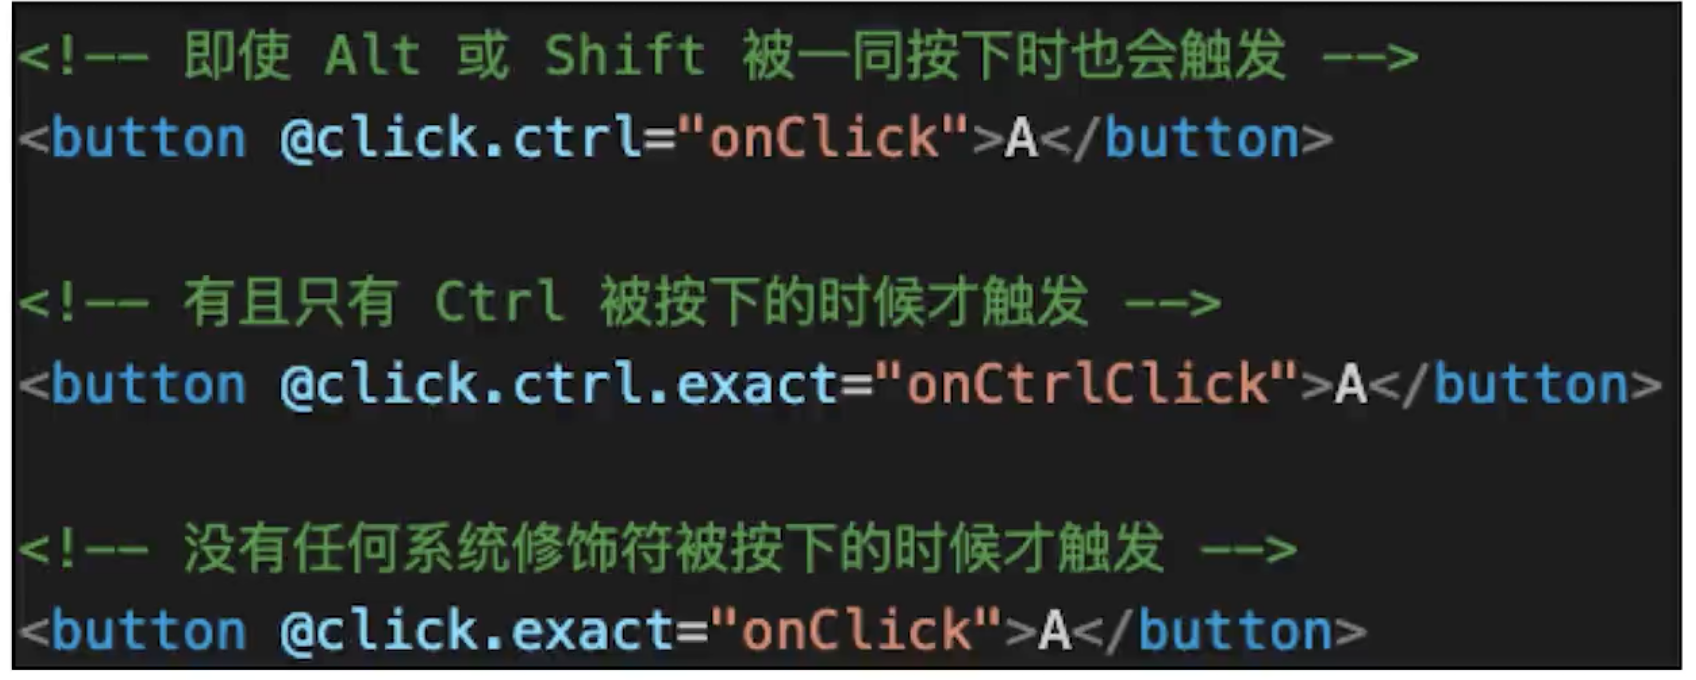 <!-- 即使 Alt 或 Shift 被一同按下时也会触发 -->
<button @click.ctrl="onClick">A</button>
<!-- 有且只有 Ctrl 被按下的时候才触发 -->
<button @click.ctrl.exact="onCtrlClick">A</button>
<!-- 没有任何系统修饰符被按下的时候才触发 -->
<button @click.exact="onClick">A</button>